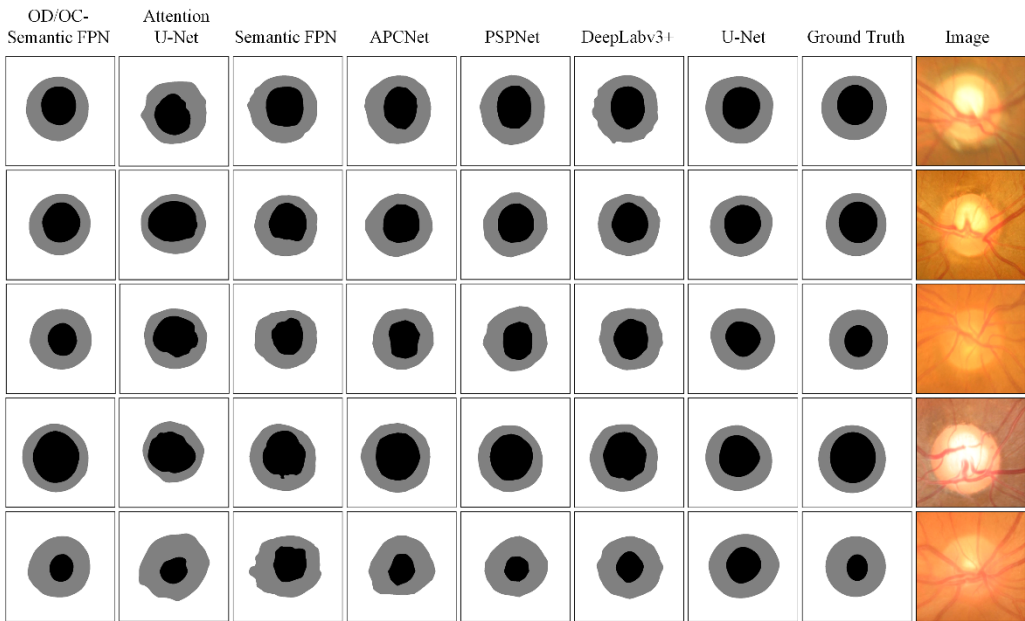 OD/OC-
Semantic FPN
Attention
U-Net
Semantic FPN
APCNet
PSPNet
DeepLabv3+
U-Net
Ground Truth
Image